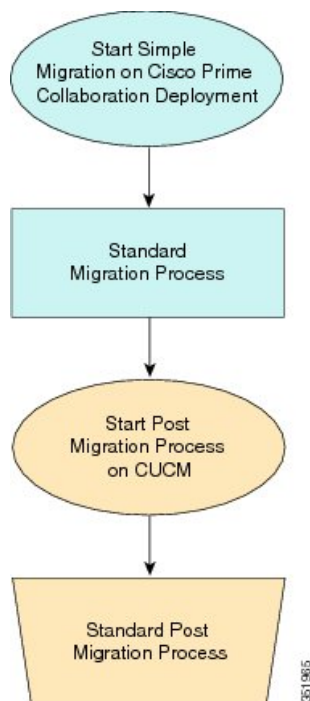 Start Simple
Migration on Cisco Prime
Collaboration Deployment
Standard
Migration Process
Start Post
Migration Process
on CUCM
Standard Post
Migration Process
351965